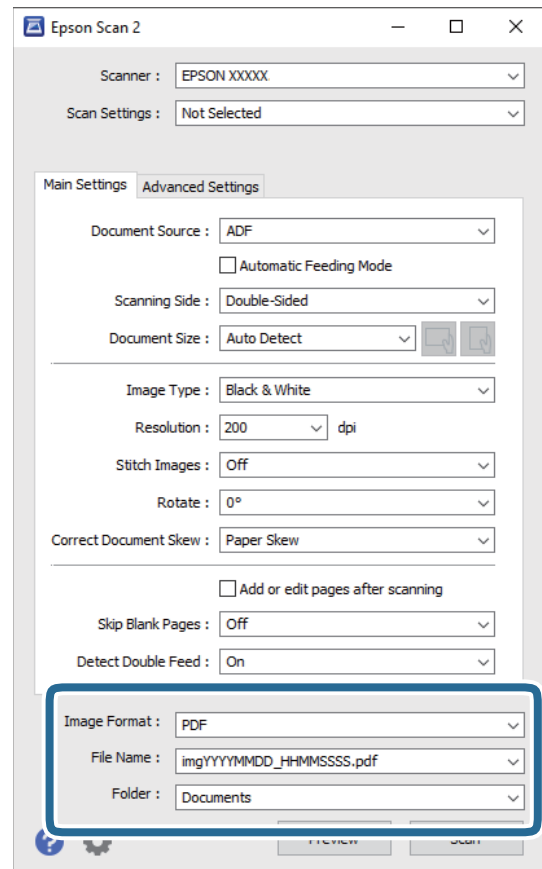 Epson Scan 2
Scanner : EPSON XXXXX
Scan Settings : Not Selected
Main Settings Advanced Settings
Document Source : ADF
Automatic Feeding Mode
Scanning Side : Double-Sided
Document Size : Auto Detect
Image Type : Black & White
Resolution : 200 dpi
Stitch Images : Off
Rotate : 0°
Correct Document Skew : Paper Skew
Add or edit pages after scanning
Skip Blank Pages : Off
Detect Double Feed : On
Image Format : PDF
File Name : imgYYYYMMDD_HHMMSSSS.pdf
Folder : Documents
? Preview Scan